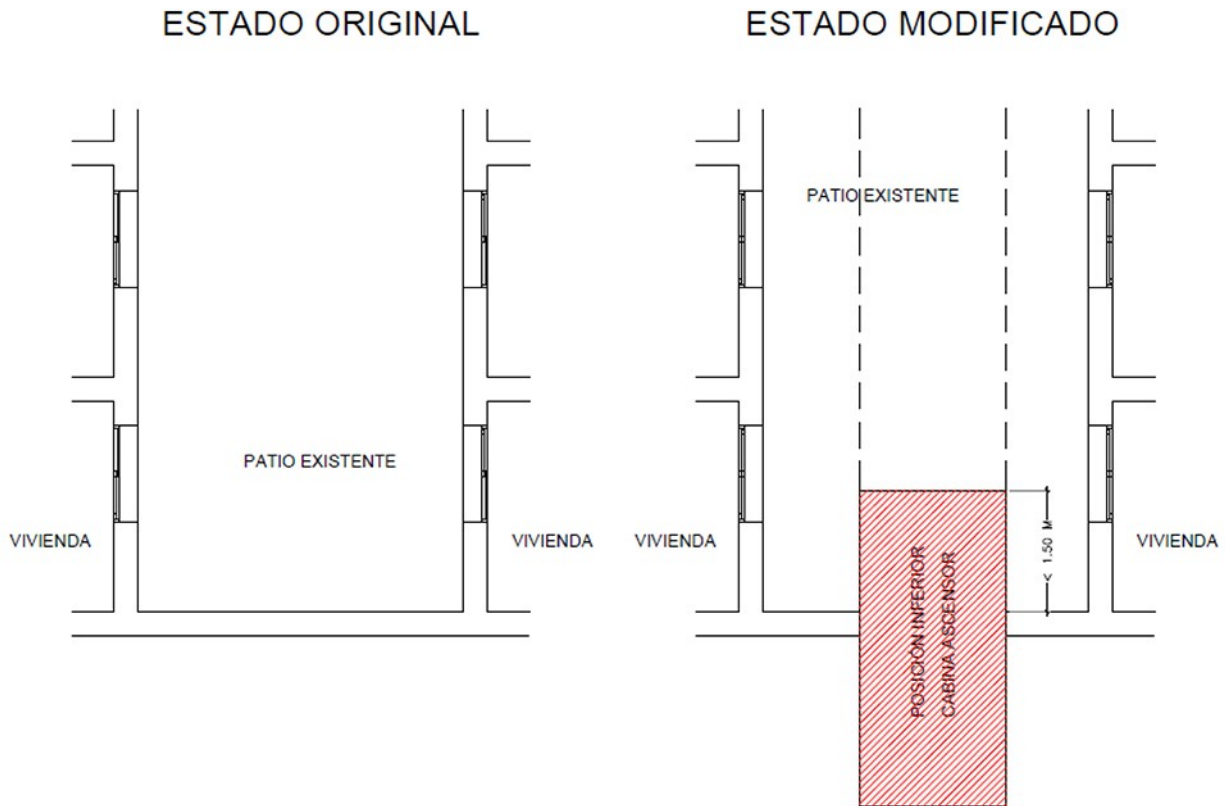 ESTADO ORIGINAL
ESTADO MODIFICADO
PATIO EXISTENTE
VIVIENDA
VIVIENDA
PATIO EXISTENTE
VIVIENDA
POSICIÓN INFERIOR
CABINA ASCENSOR
< 1.50 M
VIVIENDA